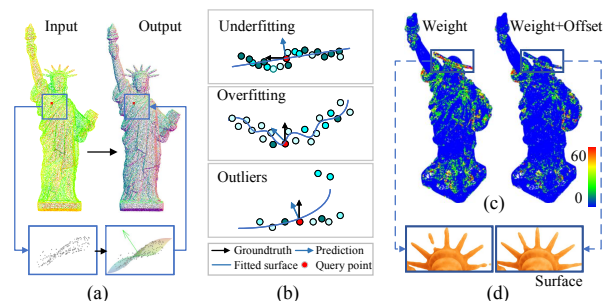 Input
Output
(a)
Underfitting
Overfitting
Outliers
Groundtruth
Prediction
Fitted surface
Query point
(b)
Weight
Weight+Offset
60
0
(c)
Surface
(d)